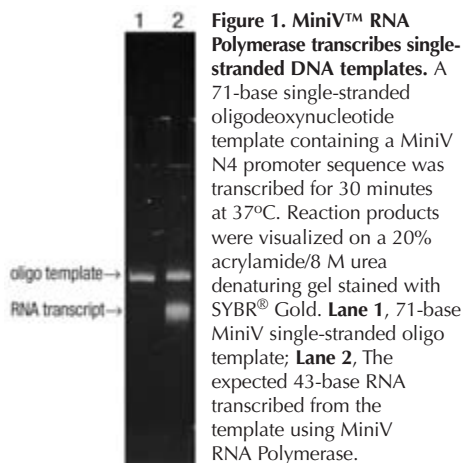 1 2
oligo template→
RNA transcript→
Figure 1. MiniV™ RNA
Polymerase transcribes single-
stranded DNA templates. A
71-base single-stranded
oligodeoxynucleotide
template containing a MiniV
N4 promoter sequence was
transcribed for 30 minutes
at 37ºC. Reaction products
were visualized on a 20%
acrylamide/8 M urea
denaturing gel stained with
SYBR® Gold. Lane 1, 71-base
MiniV single-stranded oligo
template; Lane 2, The
expected 43-base RNA
transcribed from the
template using MiniV
RNA Polymerase.